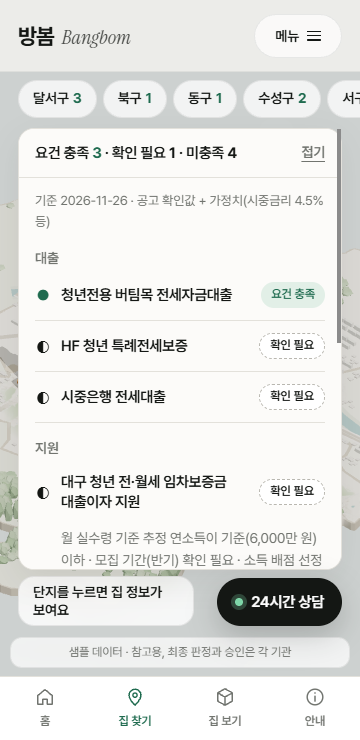 방봄 Bangbom
메뉴
달서구 3
북구 1
동구 1
수성구 2
서구
요건 충족 3 · 확인 필요 1 · 미충족 4
접기
기준 2026-11-26 · 공고 확인값 + 가정치(시중금리 4.5%
등)
대출
청년전용 버팀목 전세자금대출
요건 충족
HF 청년 특례전세보증
확인 필요
시중은행 전세대출
확인 필요
지원
대구 청년 전·월세 임차보증금
대출이자 지원
확인 필요
월 실수령 기준 추정 연소득이 기준(6,000만 원)
이하 · 모집 기간(반기) 확인 필요 · 소득 배점 선정
단지를 누르면 집 정보가
보여요
24시간 상담
샘플 데이터 · 참고용, 최종 판정과 승인은 각 기관
홈
집 찾기
집 보기
안내